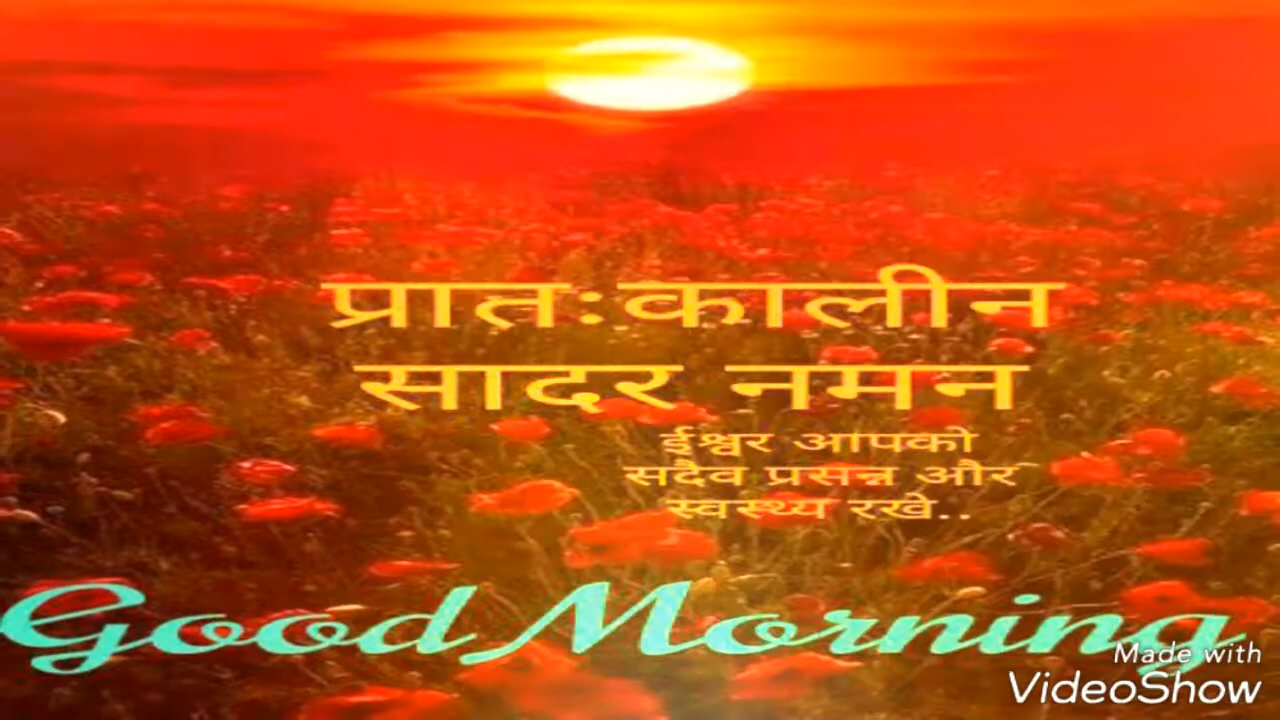 प्रातःकालीन
सादर नमन
ईश्वर आपको
सदैव प्रसन्न और
स्वस्थ्य रखे..
Good Morning
Made with
VideoShow